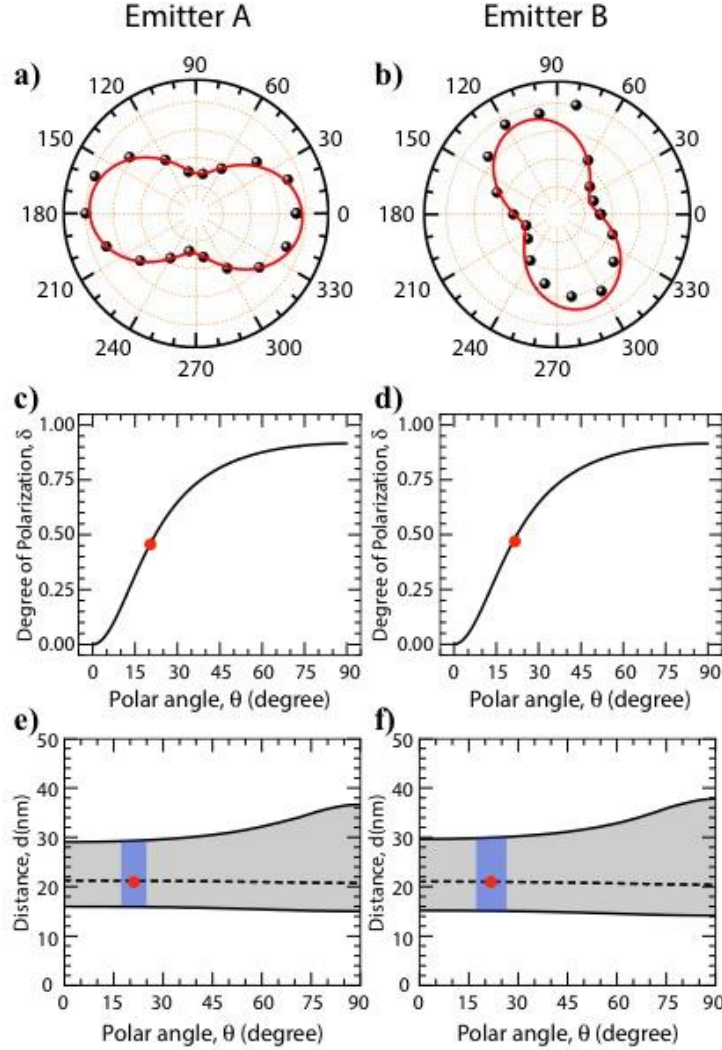 Emitter A
Emitter B
a)
90
120
60
150
30
180
0
210
330
240
300
270
b)
90
120
60
150
30
180
0
210
330
240
300
270
c)
1.00
0.75
0.50
0.25
0.00
Degree of Polarization, δ
0 15 30 45 60 75 90
Polar angle, θ (degree)
d)
1.00
0.75
0.50
0.25
0.00
Degree of Polarization, δ
0 15 30 45 60 75 90
Polar angle, θ (degree)
e)
50
40
30
20
10
0
Distance, d(nm)
0 15 30 45 60 75 90
Polar angle, θ (degree)
f)
50
40
30
20
10
0
Distance, d(nm)
0 15 30 45 60 75 90
Polar angle, θ (degree)